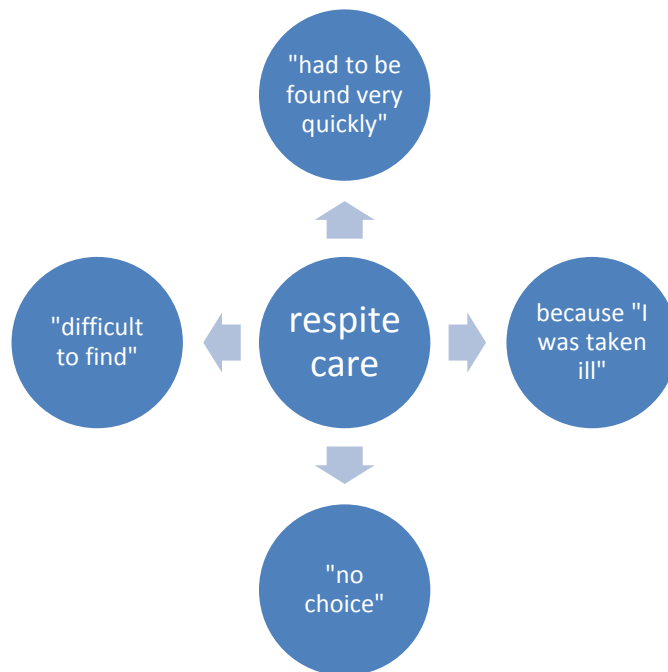 "had to be
found very
quickly"
"difficult
to find"
respite
care
because "I
was taken
ill"
"no
choice"